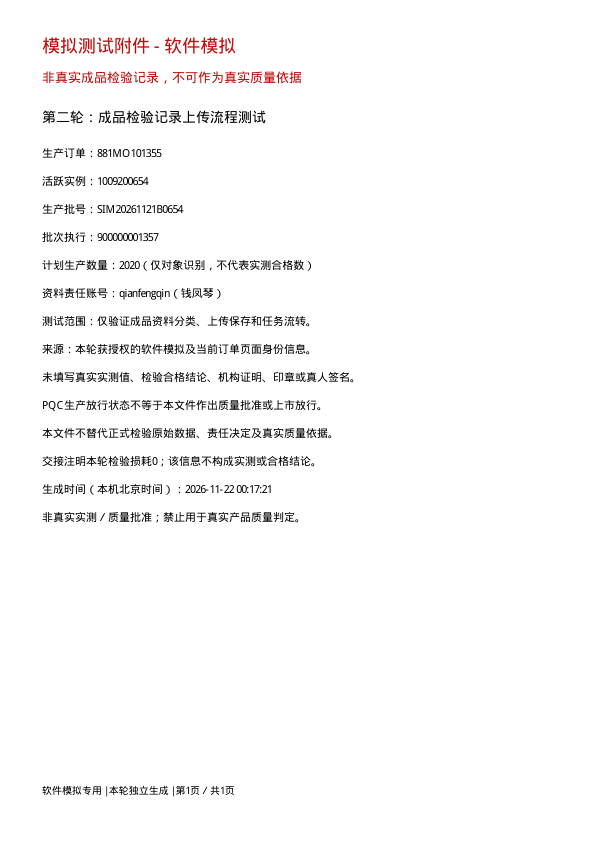 模拟测试附件 - 软件模拟
非真实成品检验记录，不可作为真实质量依据
第二轮：成品检验记录上传流程测试
生产订单：881MO101355
活跃实例：1009200654
生产批号：SIM20261121B0654
批次执行：900000001357
计划生产数量：2020（仅对象识别，不代表实测合格数）
资料责任账号：qianfengqin（钱凤琴）
测试范围：仅验证成品资料分类、上传保存和任务流转。
来源：本轮获授权的软件模拟及当前订单页面身份信息。
未填写真实实测值、检验合格结论、机构证明、印章或真人签名。
PQC生产放行状态不等于本文件作出质量批准或上市放行。
本文件不替代正式检验原始数据、责任决定及真实质量依据。
交接注明本轮检验损耗0；该信息不构成实测或合格结论。
生成时间（本机北京时间）：2026-11-22 00:17:21
非真实实测 / 质量批准；禁止用于真实产品质量判定。
软件模拟专用 | 本轮独立生成 | 第1页 / 共1页